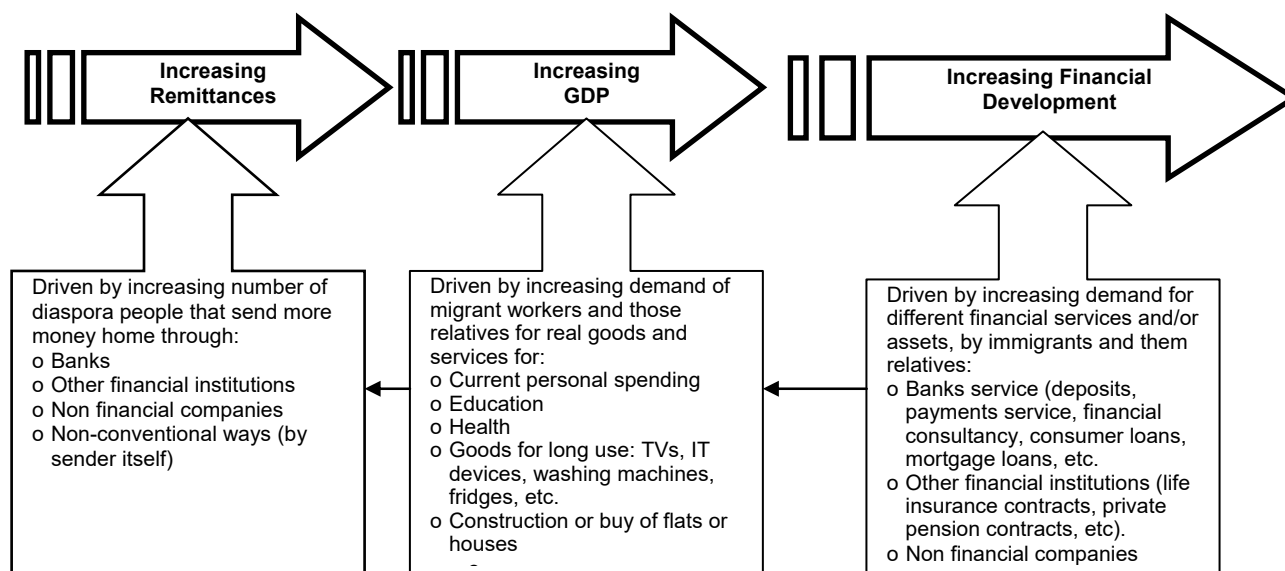 Increasing
Remittances
Increasing
GDP
Increasing Financial
Development
Driven by increasing number of
diaspora people that send more
money home through:
o Banks
o Other financial institutions
o Non financial companies
o Non-conventional ways (by
sender itself)
Driven by increasing demand of
migrant workers and those
relatives for real goods and
services for:
o Current personal spending
o Education
o Health
o Goods for long use: TVs, IT
devices, washing machines,
fridges, etc.
o Construction or buy of flats or
houses
o
Driven by increasing demand for
different financial services and/or
assets, by immigrants and them
relatives:
o Banks service (deposits,
payments service, financial
consultancy, consumer loans,
mortgage loans, etc.
o Other financial institutions (life
insurance contracts, private
pension contracts, etc).
o Non financial companies